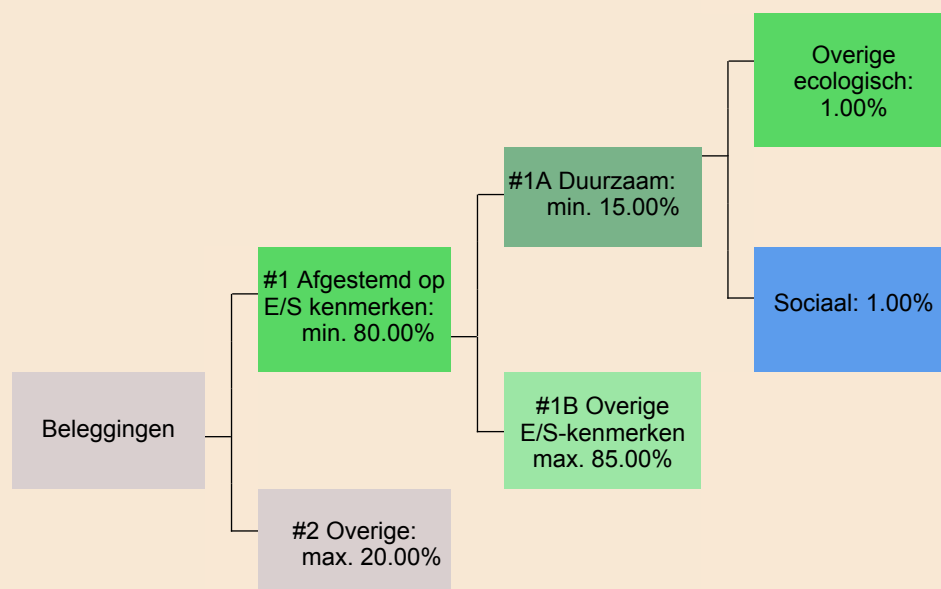 Overige
ecologisch:
1.00%
#1A Duurzaam:
min. 15.00%
#1 Afgestemd op
E/S kenmerken:
min. 80.00%
Sociaal: 1.00%
Beleggingen
#1B Overige
E/S-kenmerken
max. 85.00%
#2 Overige:
max. 20.00%